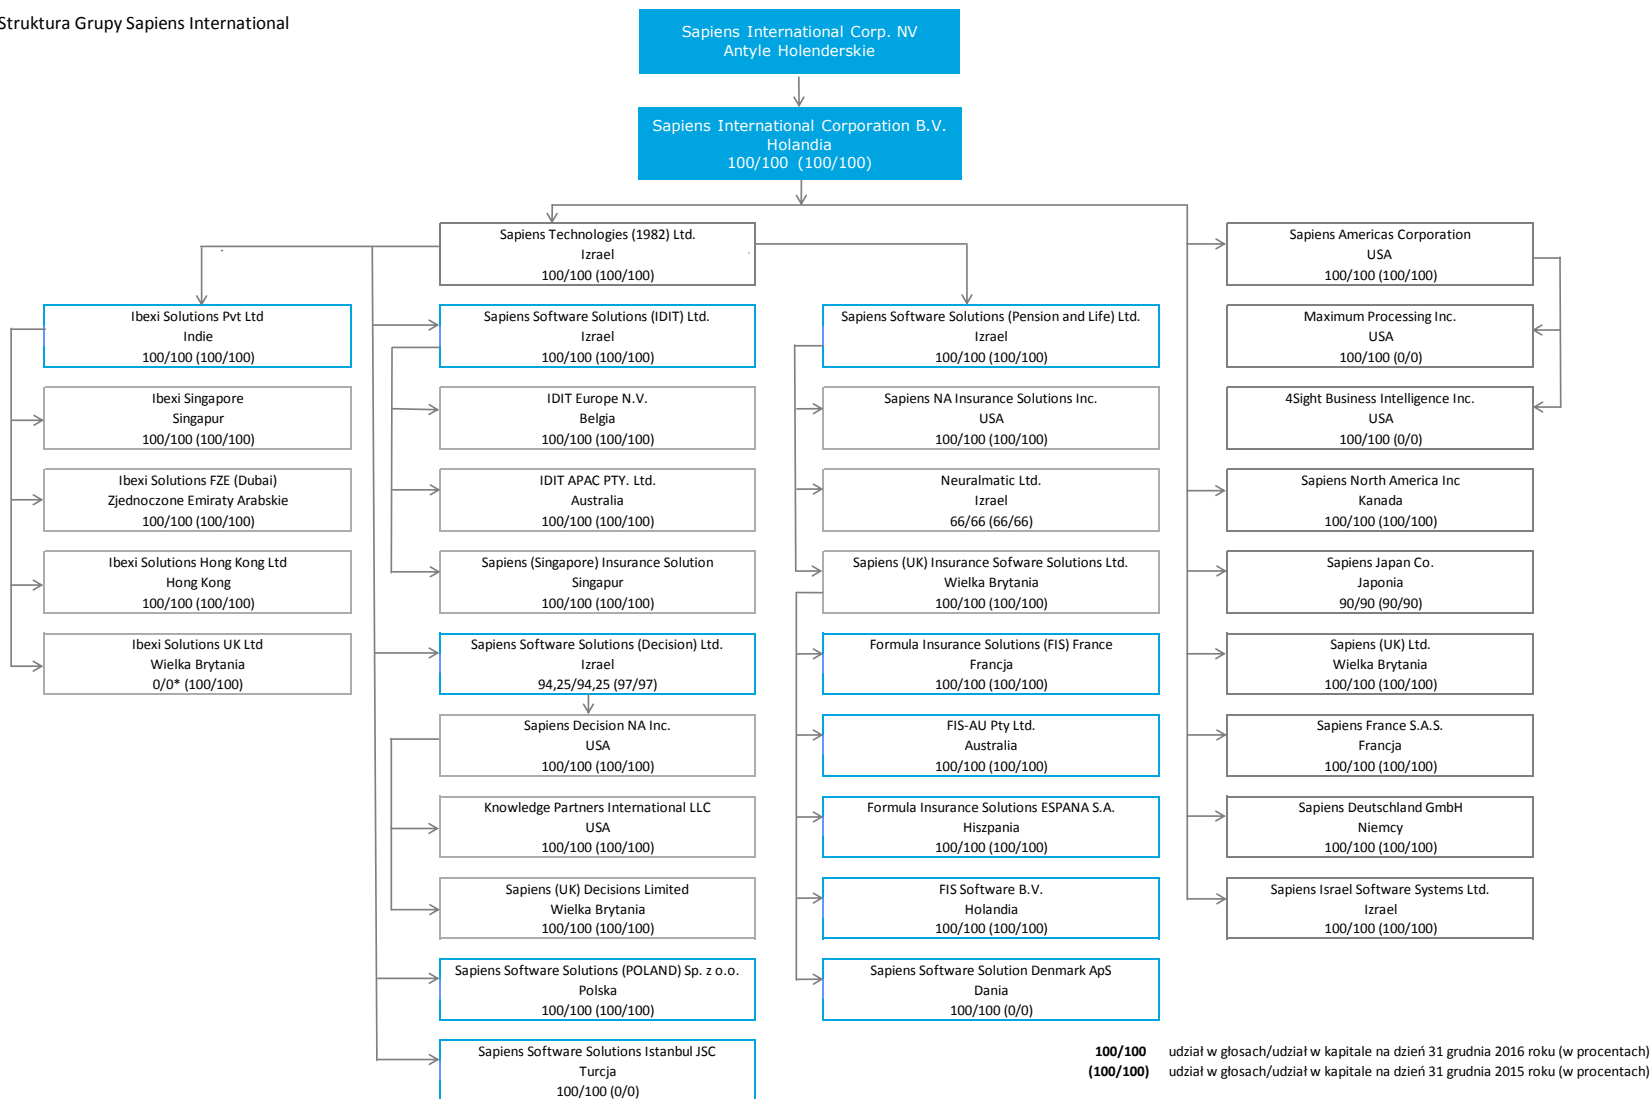 Struktura Grupy Sapiens International
Sapiens International Corp. NV
Antyle Holenderskie
Sapiens International Corporation B.V.
Holandia
100/100 (100/100)
Sapiens Technologies (1982) Ltd.
Izrael
100/100 (100/100)
Sapiens Americas Corporation
USA
100/100 (100/100)
Ibexi Solutions Pvt Ltd
Indie
100/100 (100/100)
Ibexi Singapore
Singapur
100/100 (100/100)
Ibexi Solutions FZE (Dubai)
Zjednoczone Emiraty Arabskie
100/100 (100/100)
Ibexi Solutions Hong Kong Ltd
Hong Kong
100/100 (100/100)
Ibexi Solutions UK Ltd
Wielka Brytania
0/0* (100/100)
Sapiens Software Solutions (IDIT) Ltd.
Izrael
100/100 (100/100)
IDIT Europe N.V.
Belgia
100/100 (100/100)
IDIT APAC PTY. Ltd.
Australia
100/100 (100/100)
Sapiens (Singapore) Insurance Solution
Singapur
100/100 (100/100)
Sapiens Software Solutions (Decision) Ltd.
Izrael
94,25/94,25 (97/97)
Sapiens Decision NA Inc.
USA
100/100 (100/100)
Knowledge Partners International LLC
USA
100/100 (100/100)
Sapiens (UK) Decisions Limited
Wielka Brytania
100/100 (100/100)
Sapiens Software Solutions (POLAND) Sp. z o.o.
Polska
100/100 (100/100)
Sapiens Software Solutions Istanbul JSC
Turcja
100/100 (0/0)
Sapiens Software Solutions (Pension and Life) Ltd.
Izrael
100/100 (100/100)
Sapiens NA Insurance Solutions Inc.
USA
100/100 (100/100)
Neuralmatic Ltd.
Izrael
66/66 (66/66)
Sapiens (UK) Insurance Sofware Solutions Ltd.
Wielka Brytania
100/100 (100/100)
Formula Insurance Solutions (FIS) France
Francja
100/100 (100/100)
FIS-AU Pty Ltd.
Australia
100/100 (100/100)
Formula Insurance Solutions ESPANA S.A.
Hiszpania
100/100 (100/100)
FIS Software B.V.
Holandia
100/100 (100/100)
Sapiens Software Solution Denmark ApS
Dania
100/100 (0/0)
Maximum Processing Inc.
USA
100/100 (0/0)
4Sight Business Intelligence Inc.
USA
100/100 (0/0)
Sapiens North America Inc
Kanada
100/100 (100/100)
Sapiens Japan Co.
Japonia
90/90 (90/90)
Sapiens (UK) Ltd.
Wielka Brytania
100/100 (100/100)
Sapiens France S.A.S.
Francja
100/100 (100/100)
Sapiens Deutschland GmbH
Niemcy
100/100 (100/100)
Sapiens Israel Software Systems Ltd.
Izrael
100/100 (100/100)
100/100 udział w głosach/udział w kapitale na dzień 31 grudnia 2016 roku (w procentach)
(100/100) udział w głosach/udział w kapitale na dzień 31 grudnia 2015 roku (w procentach)